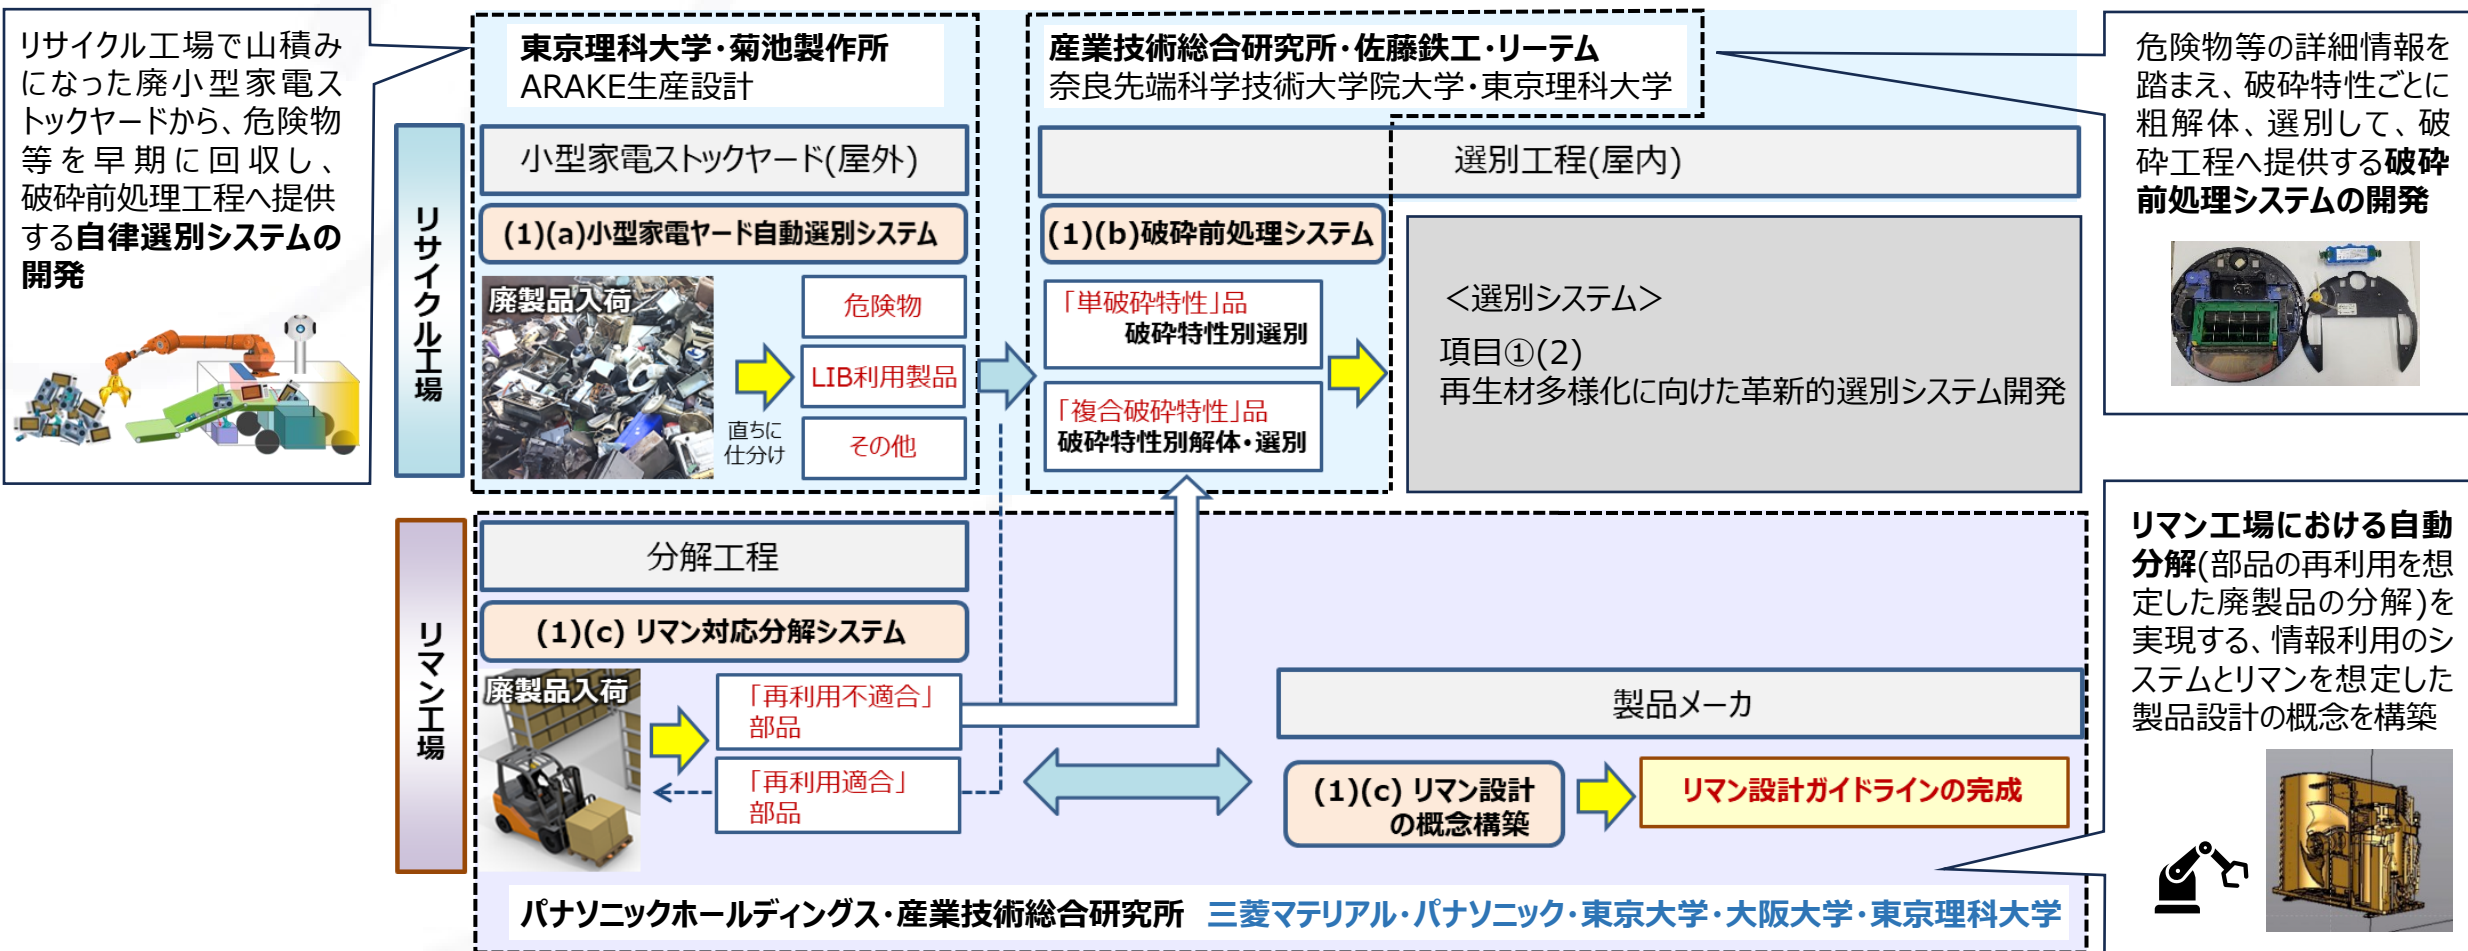 リサイクル工場で山積み
になった廃小型家電ス
トックヤードから、危険物
等を早期に回収し、
破砕前処理工程へ提供
する自律選別システムの
開発
東京理科大学・菊池製作所
ARAKE生産設計
産業技術総合研究所・佐藤鉄工・リーテム
奈良先端科学技術大学院大学・東京理科大学
危険物等の詳細情報を
踏まえ、破砕特性ごとに
粗解体、選別して、破
砕工程へ提供する破砕
前処理システムの開発
リサイクル工場
小型家電ストックヤード(屋外)
選別工程(屋内)
(1)(a)小型家電ヤード自動選別システム
(1)(b)破砕前処理システム
廃製品入荷
直ちに
仕分け
危険物
LIB利用製品
その他
「単破砕特性」品
破砕特性別選別
「複合破砕特性」品
破砕特性別解体・選別
＜選別システム＞
項目①(2)
再生材多様化に向けた革新的選別システム開発
リマン工場
分解工程
(1)(c) リマン対応分解システム
廃製品入荷
「再利用不適合」
部品
「再利用適合」
部品
製品メーカ
(1)(c) リマン設計
の概念構築
リマン設計ガイドラインの完成
リマン工場における自動
分解(部品の再利用を想
定した廃製品の分解)を
実現する、情報利用のシ
ステムとリマンを想定した
製品設計の概念を構築
パナソニックホールディングス・産業技術総合研究所 三菱マテリアル・パナソニック・東京大学・大阪大学・東京理科大学